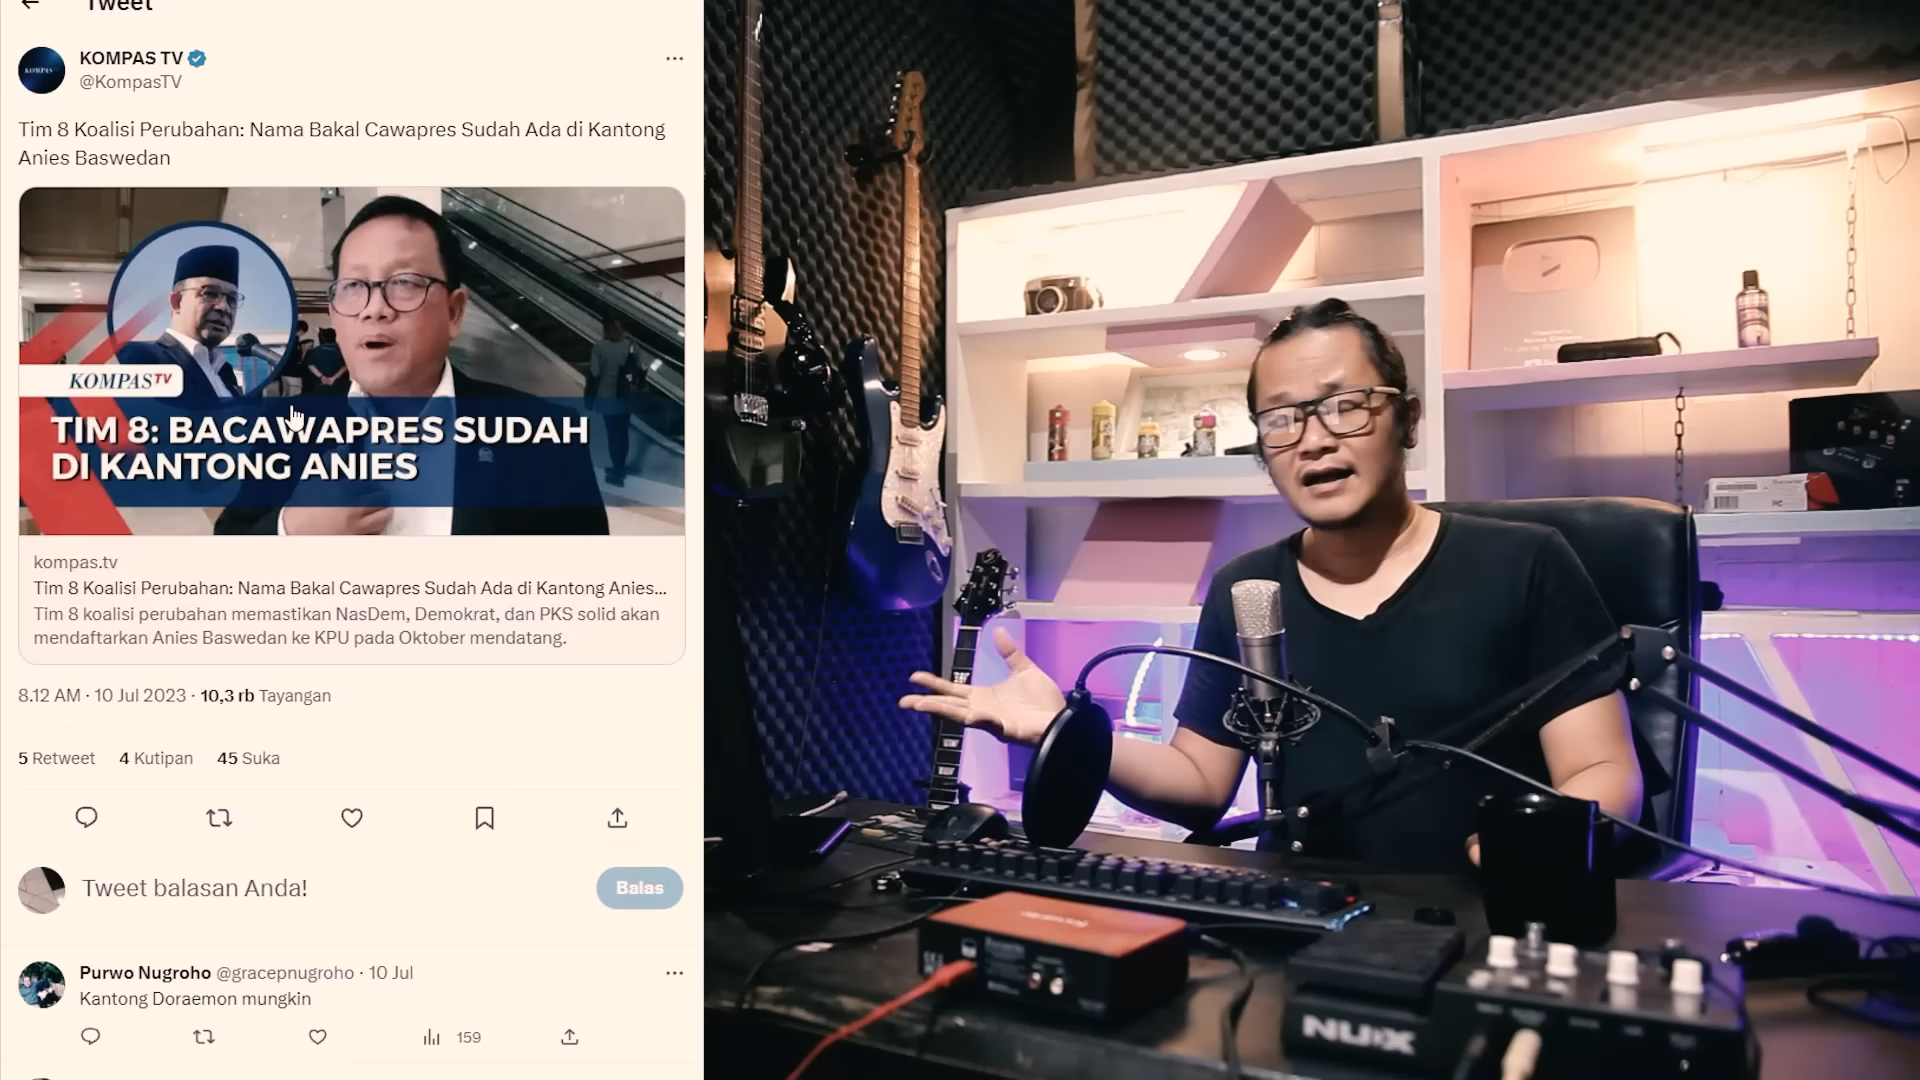 Tweet
KOMPAS TV
@KompasTV
Tim 8 Koalisi Perubahan: Nama Bakal Cawapres Sudah Ada di Kantong
Anies Baswedan
KOMPAS
KOMPASTV
TIM 8: BACAWAPRES SUDAH
DI KANTONG ANIES
kompas.tv
Tim 8 Koalisi Perubahan: Nama Bakal Cawapres Sudah Ada di Kantong Anies...
Tim 8 koalisi perubahan memastikan NasDem, Demokrat, dan PKS solid akan
mendaftarkan Anies Baswedan ke KPU pada Oktober mendatang.
8.12 AM · 10 Jul 2023 · 10,3 rb Tayangan
5 Retweet 4 Kutipan 45 Suka
Tweet balasan Anda!
Balas
Purwo Nugroho @gracepnugroho · 10 Jul
Kantong Doraemon mungkin
159
NUX